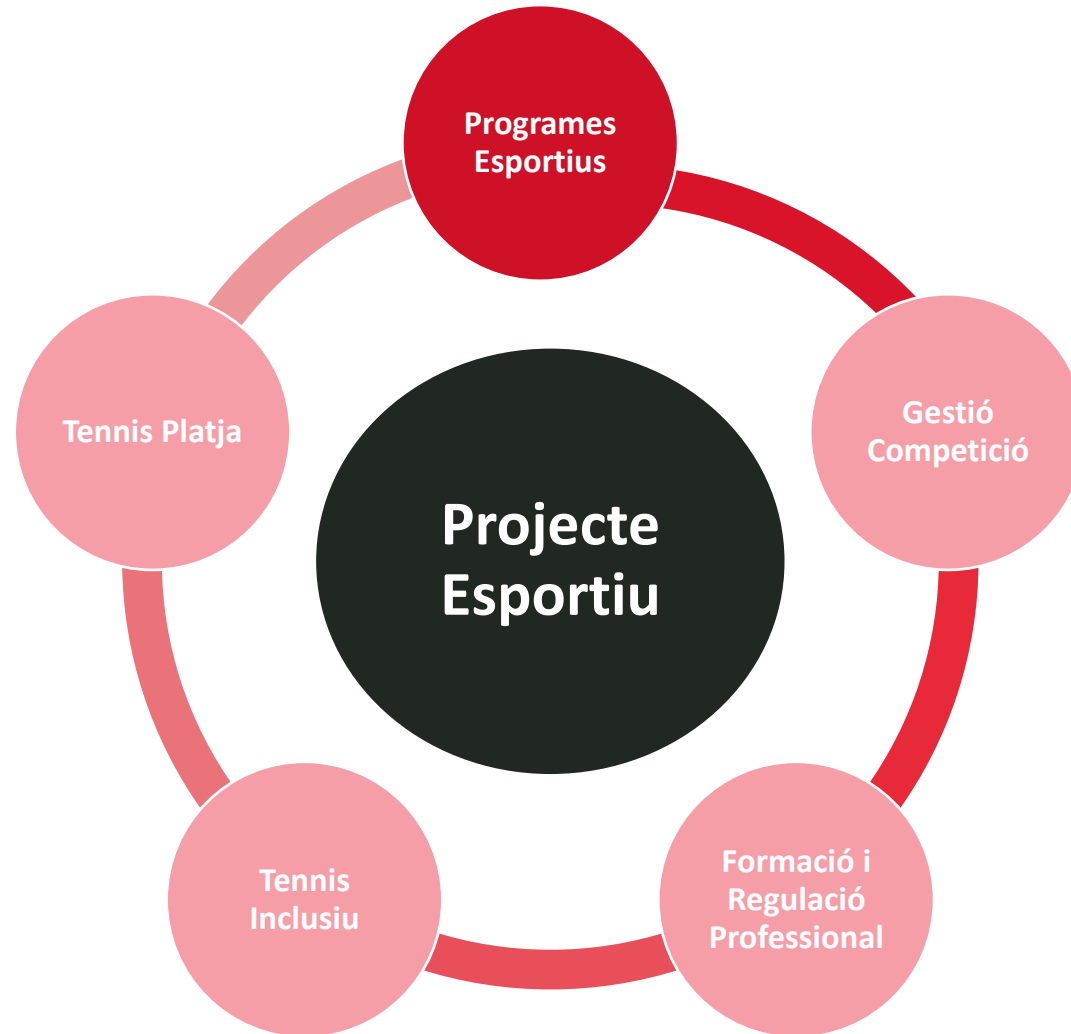 Programes
Esportius
Tennis Platja
Gestió
Competició
Projecte
Esportiu
Tennis
Inclusiu
Formació i
Regulació
Professional